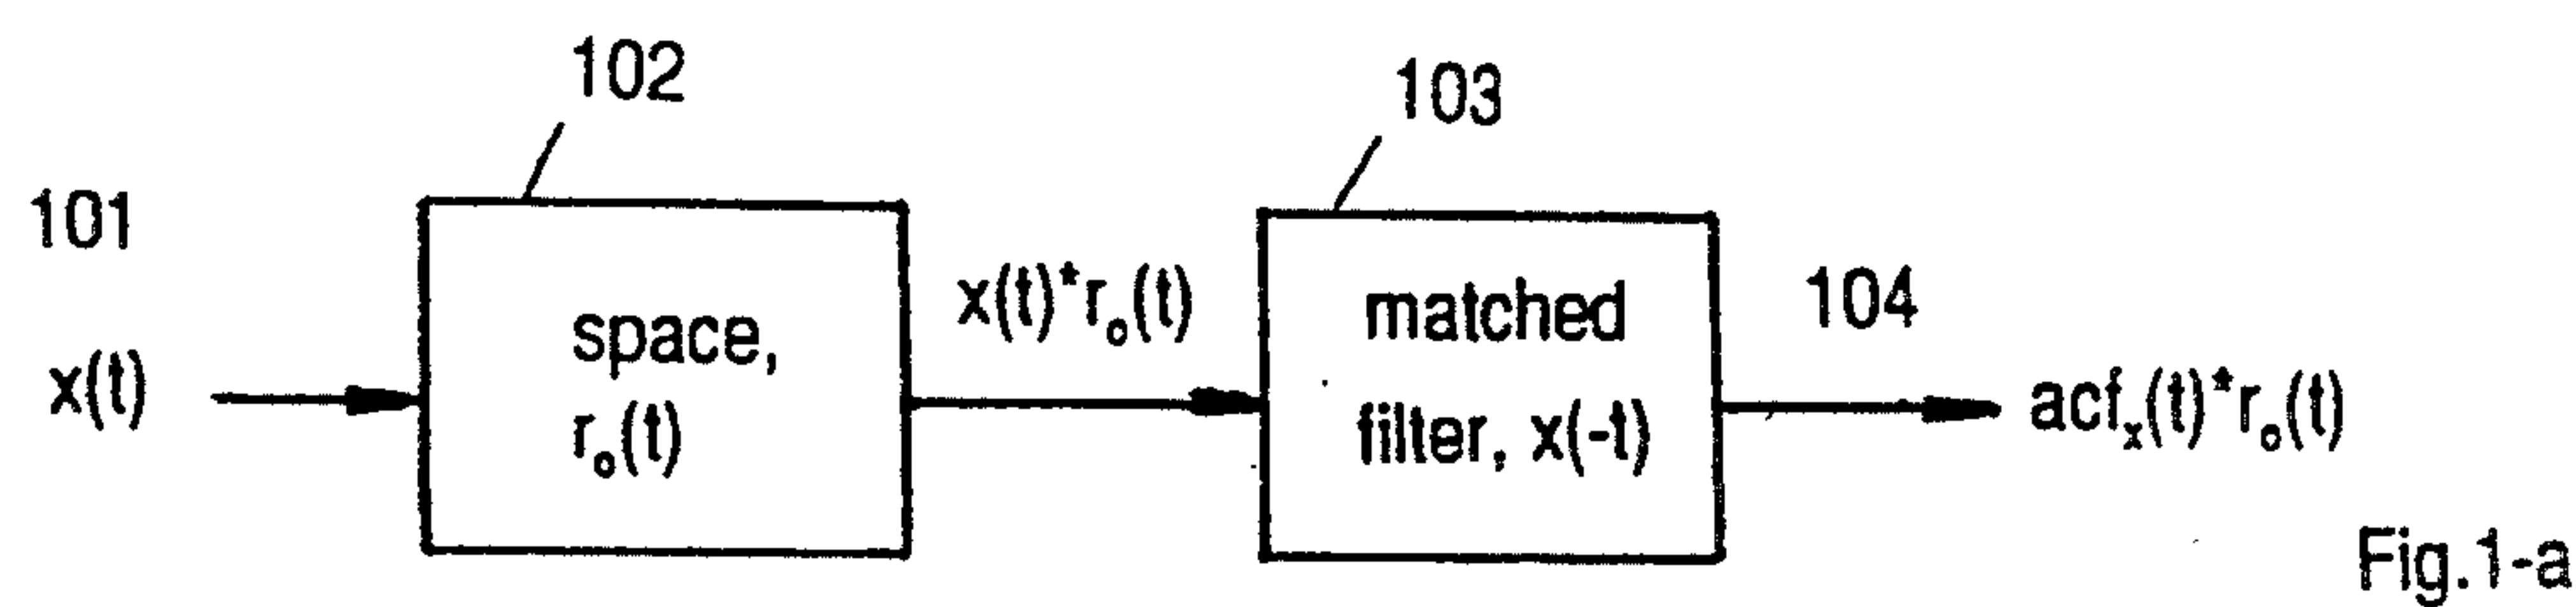 102
103
101
x(t)
space,
r₀(t)
x(t)*r₀(t)
matched
filter, x(-t)
104
acfₓ(t)*r₀(t)
Fig.1-a